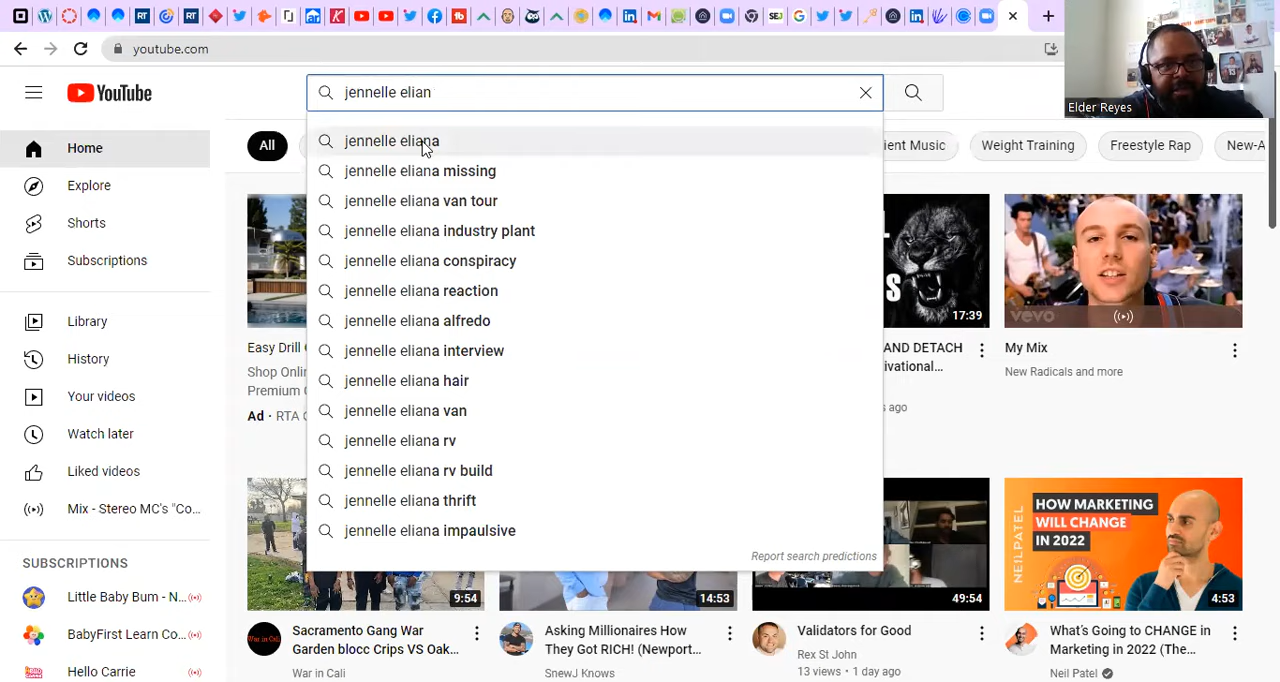 youtube.com
YouTube
jennelle elian
Elder Reyes
jennelle eliana
jennelle eliana missing
jennelle eliana van tour
jennelle eliana industry plant
jennelle eliana conspiracy
jennelle eliana reaction
jennelle eliana alfredo
jennelle eliana interview
jennelle eliana hair
jennelle eliana van
jennelle eliana rv
jennelle eliana rv build
jennelle eliana thrift
jennelle eliana impaulsive
Report search predictions
Home
Explore
Shorts
Subscriptions
Library
History
Your videos
Watch later
Liked videos
Mix - Stereo MC's "Co...
SUBSCRIPTIONS
Little Baby Bum - N...
BabyFirst Learn Co...
Hello Carrie
All
ient Music
Weight Training
Freestyle Rap
New-A
Easy Drill
Shop Onlin
Premium
Ad · RTA
17:39
AND DETACH
ivational...
s ago
vevo
My Mix
New Radicals and more
9:54
Sacramento Gang War
Garden blocc Crips VS Oak...
War in Cali
14:53
Asking Millionaires How
They Got RICH! (Newport...
SnewJ Knows
49:54
Validators for Good
Rex St John
13 views · 1 day ago
NEILPATEL
HOW MARKETING
WILL CHANGE
IN 2022
4:53
What's Going to CHANGE in
Marketing in 2022 (The...
Neil Patel